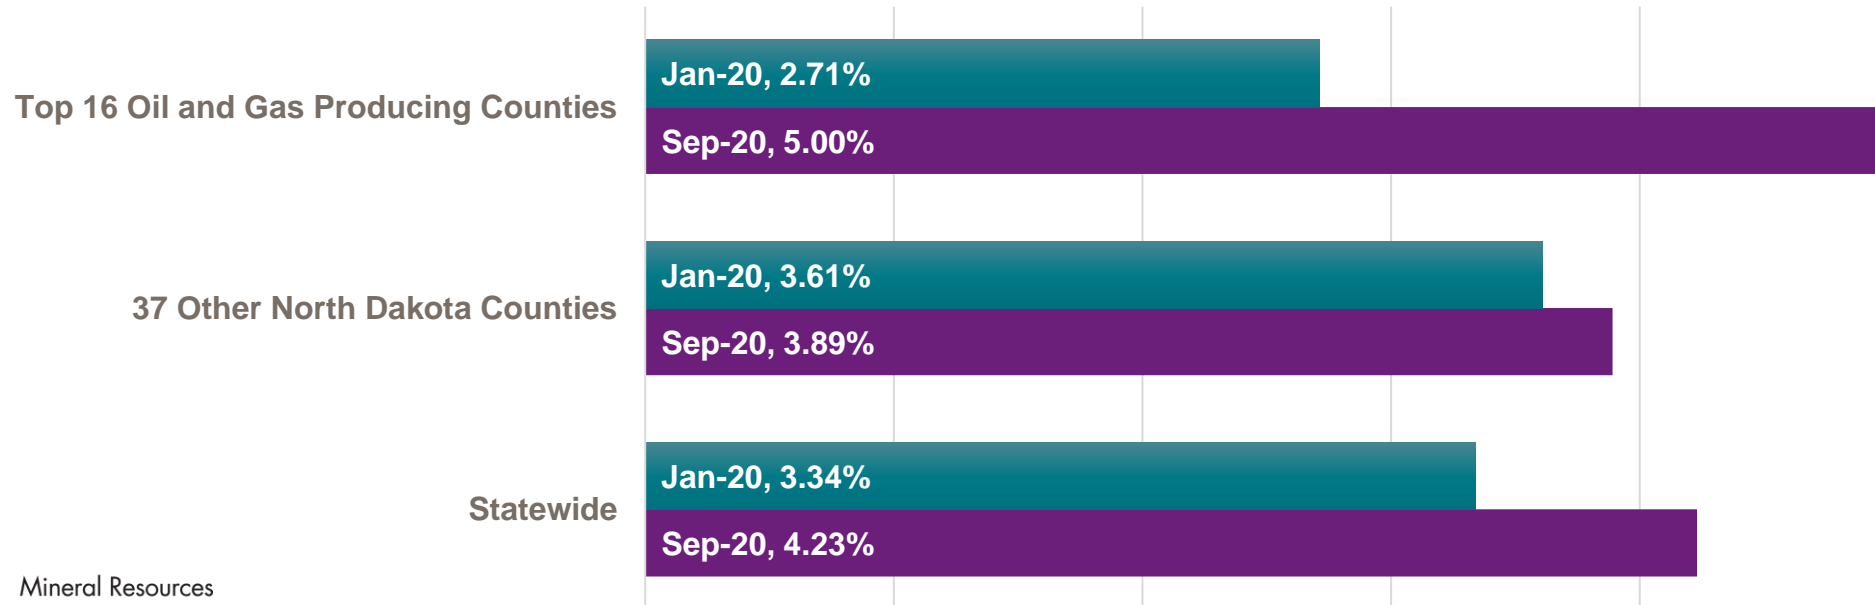 Jan-20, 2.71%
Top 16 Oil and Gas Producing Counties
Sep-20, 5.00%
Jan-20, 3.61%
37 Other North Dakota Counties
Sep-20, 3.89%
Jan-20, 3.34%
Statewide
Sep-20, 4.23%
Mineral Resources